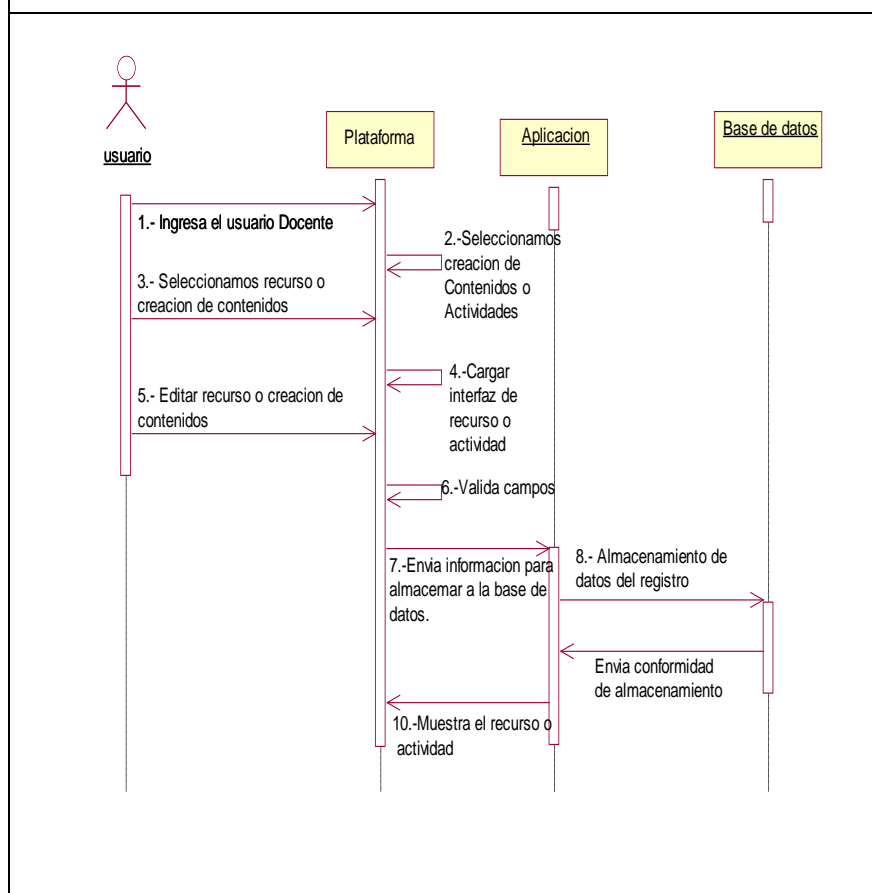 usuario
Plataforma
Aplicacion
Base de datos
1.- Ingresa el usuario Docente
2.-Seleccionamos
creacion de
Contenidos o
Actividades
3.- Seleccionamos recurso o
creacion de contenidos
4.-Cargar
interfaz de
recurso o
actividad
5.- Editar recurso o creacion de
contenidos
6.-Valida campos
7.-Envia informacion para
almacemar a la base de
datos.
8.- Almacenamiento de
datos del registro
Envia conformidad
de almacenamiento
10.-Muestra el recurso o
actividad